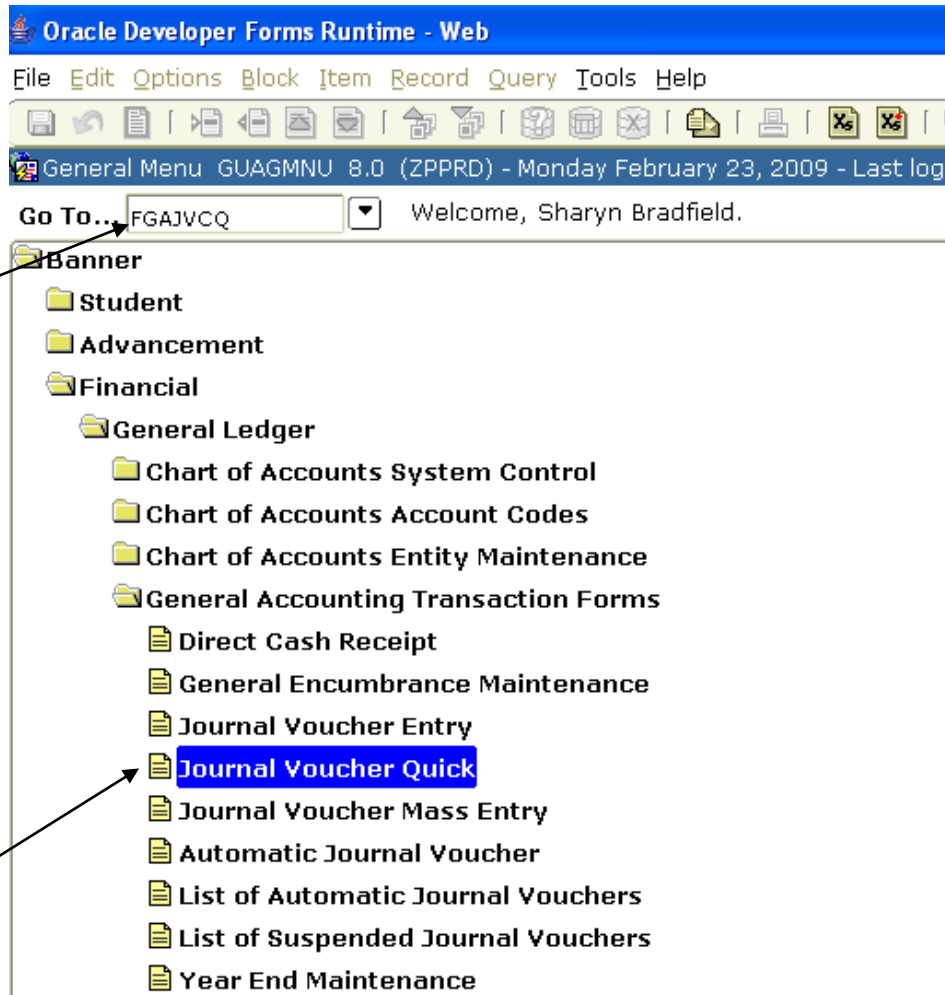 Oracle Developer Forms Runtime - Web
File Edit Options Block Item Record Query Tools Help
General Menu GUAGMNU 8.0 (ZPPRD) - Monday February 23, 2009 - Last log
Go To... FGAJVCQ Welcome, Sharyn Bradfield.
Banner
Student
Advancement
Financial
General Ledger
Chart of Accounts System Control
Chart of Accounts Account Codes
Chart of Accounts Entity Maintenance
General Accounting Transaction Forms
Direct Cash Receipt
General Encumbrance Maintenance
Journal Voucher Entry
Journal Voucher Quick
Journal Voucher Mass Entry
Automatic Journal Voucher
List of Automatic Journal Vouchers
List of Suspended Journal Vouchers
Year End Maintenance